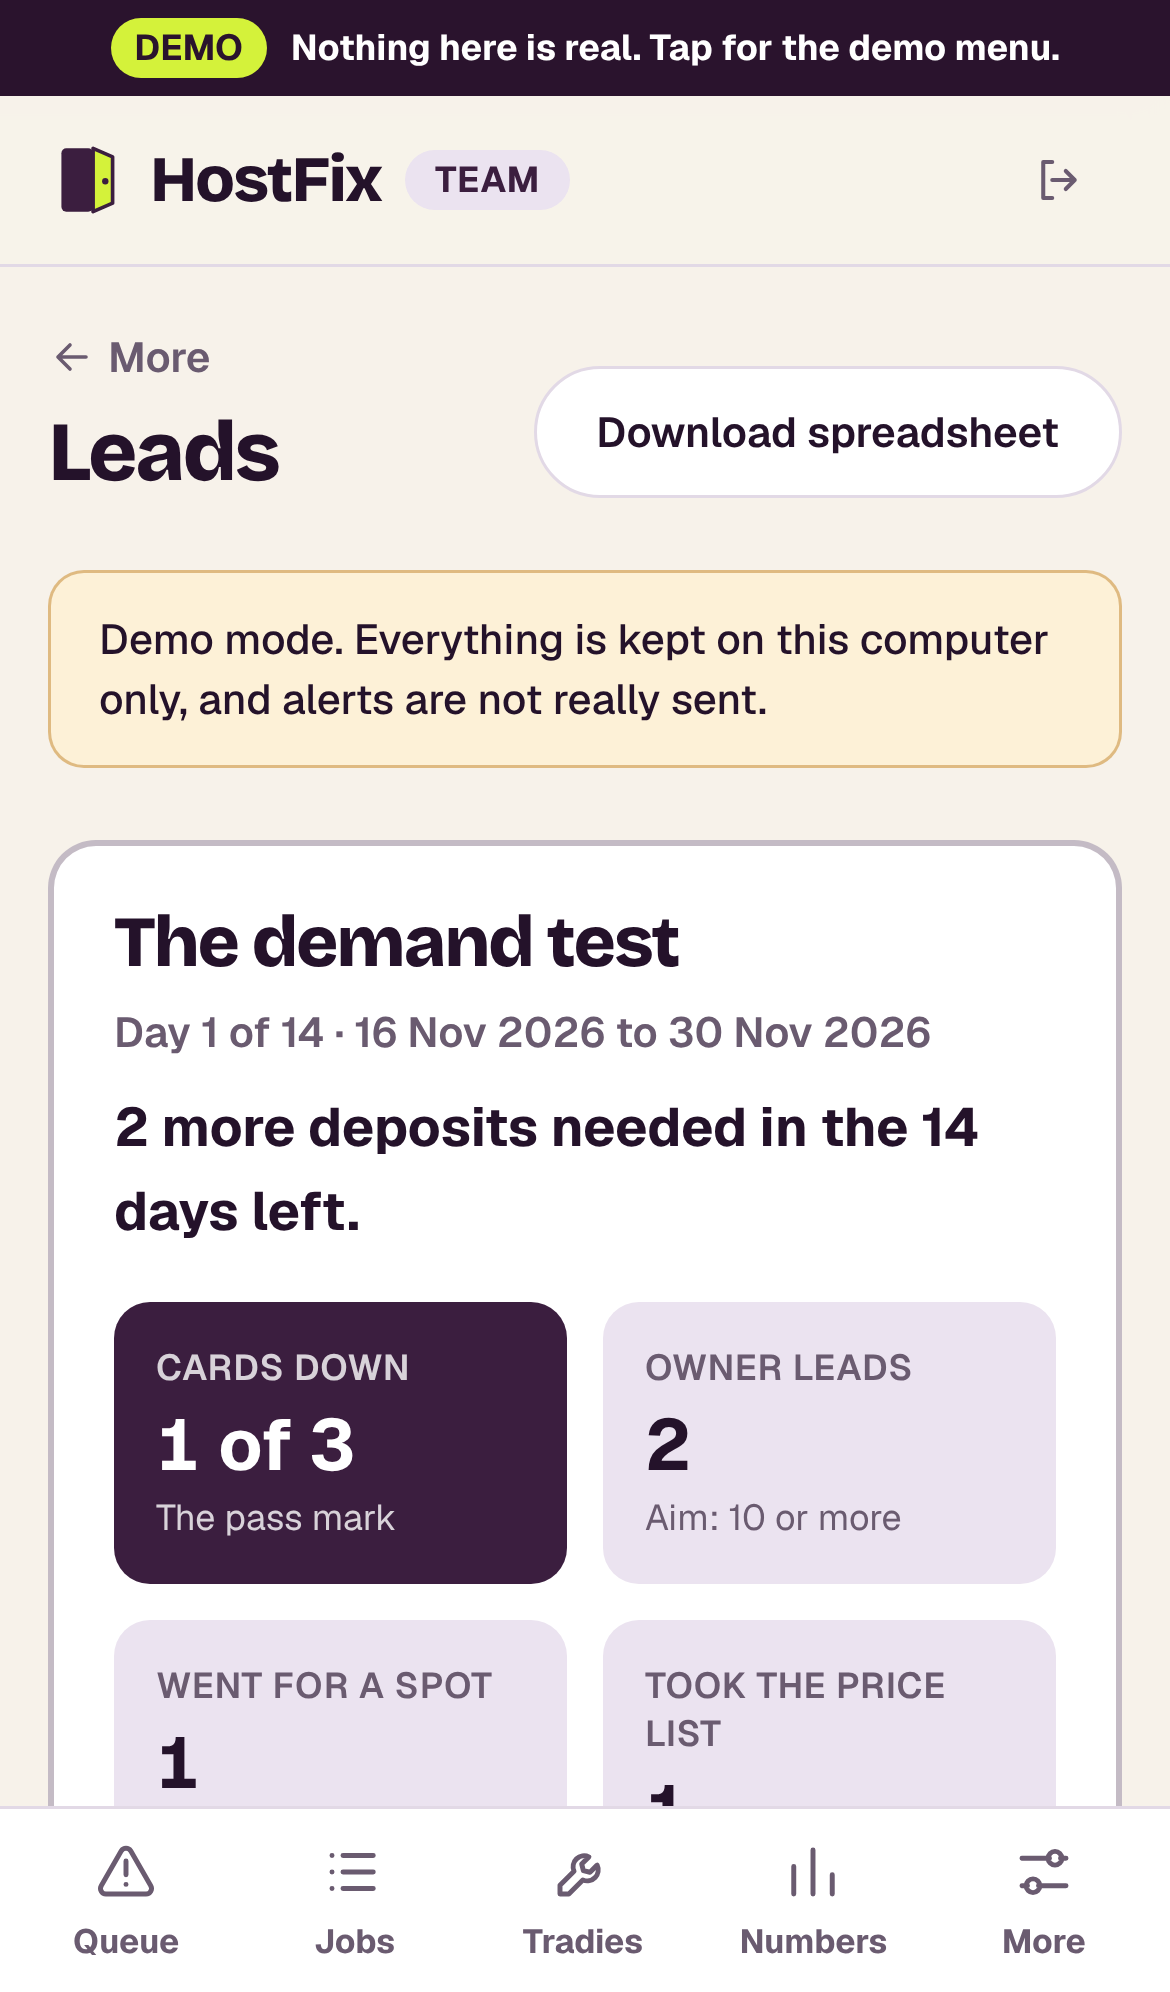 DEMO Nothing here is real. Tap for the demo menu.
HostFix TEAM
More
Leads
Download spreadsheet
Demo mode. Everything is kept on this computer
only, and alerts are not really sent.
The demand test
Day 1 of 14 · 16 Nov 2026 to 30 Nov 2026
2 more deposits needed in the 14
days left.
CARDS DOWN
1 of 3
The pass mark
OWNER LEADS
2
Aim: 10 or more
WENT FOR A SPOT
1
TOOK THE PRICE
LIST
1
Queue
Jobs
Tradies
Numbers
More